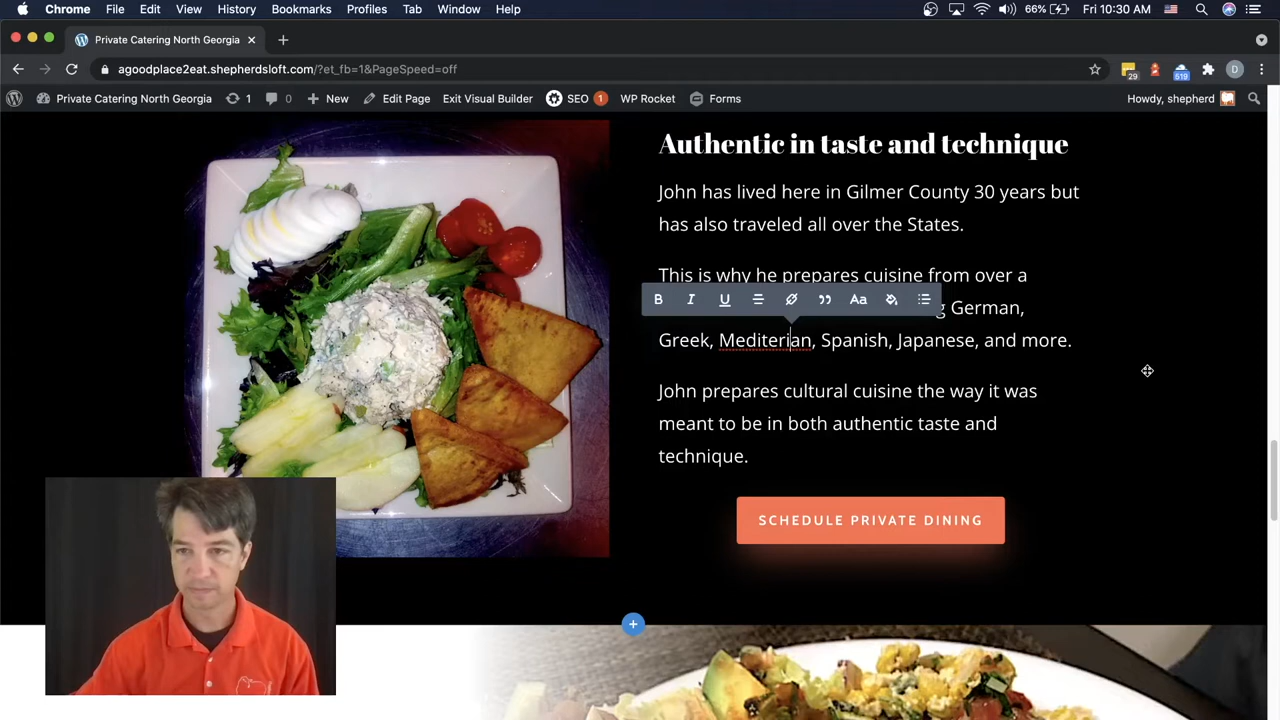 Chrome File Edit View History Bookmarks Profiles Tab Window Help 66% Fri 10:30 AM
Private Catering North Georgia
agoodplace2eat.shepherdsloft.com/?et_fb=1&PageSpeed=off
29 519 D
Private Catering North Georgia 1 0 New Edit Page Exit Visual Builder SEO 1 WP Rocket Forms Howdy, shepherd
Authentic in taste and technique
John has lived here in Gilmer County 30 years but
has also traveled all over the States.
This is why he prepares cuisine from over a
B I U Aa
g German,
Greek, Mediterian, Spanish, Japanese, and more.
John prepares cultural cuisine the way it was
meant to be in both authentic taste and
technique.
SCHEDULE PRIVATE DINING